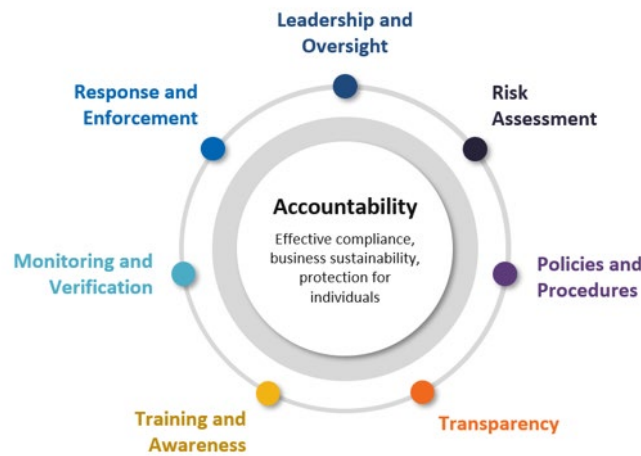 Leadership and
Oversight
Risk
Assessment
Policies and
Procedures
Transparency
Training and
Awareness
Monitoring and
Verification
Response and
Enforcement
Accountability
Effective compliance,
business sustainability,
protection for
individuals